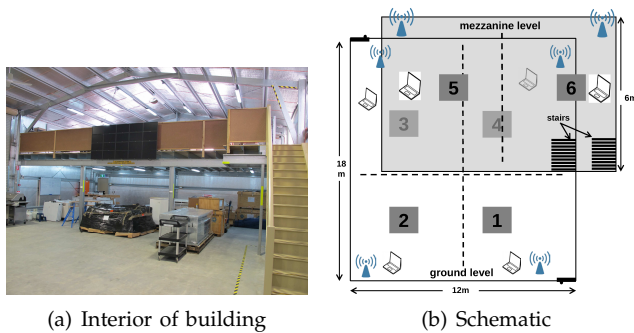 mezzanine level
5
6
3
4
6m
stairs
18
m
2
1
ground level
12m
(a) Interior of building
(b) Schematic